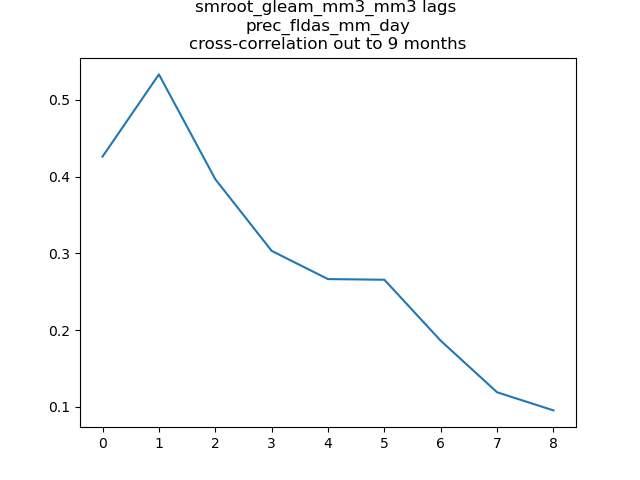 smroot_gleam_mm3_mm3 lags
prec_fldas_mm_day
cross-correlation out to 9 months
0.5
0.4
0.3
0.2
0.1
0 1 2 3 4 5 6 7 8